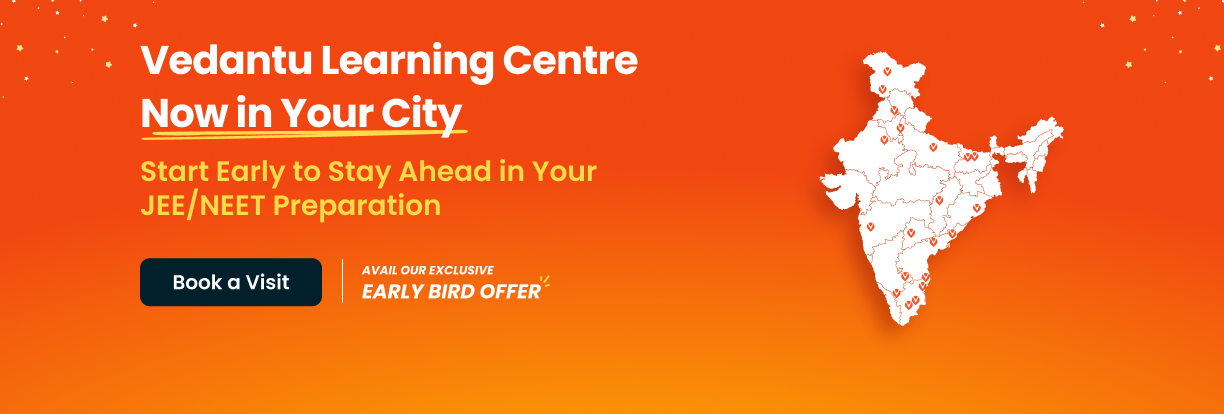 Vedantu Learning Centre
Now in Your City
Start Early to Stay Ahead in Your
JEE/NEET Preparation
Book a Visit
AVAIL OUR EXCLUSIVE
EARLY BIRD OFFER